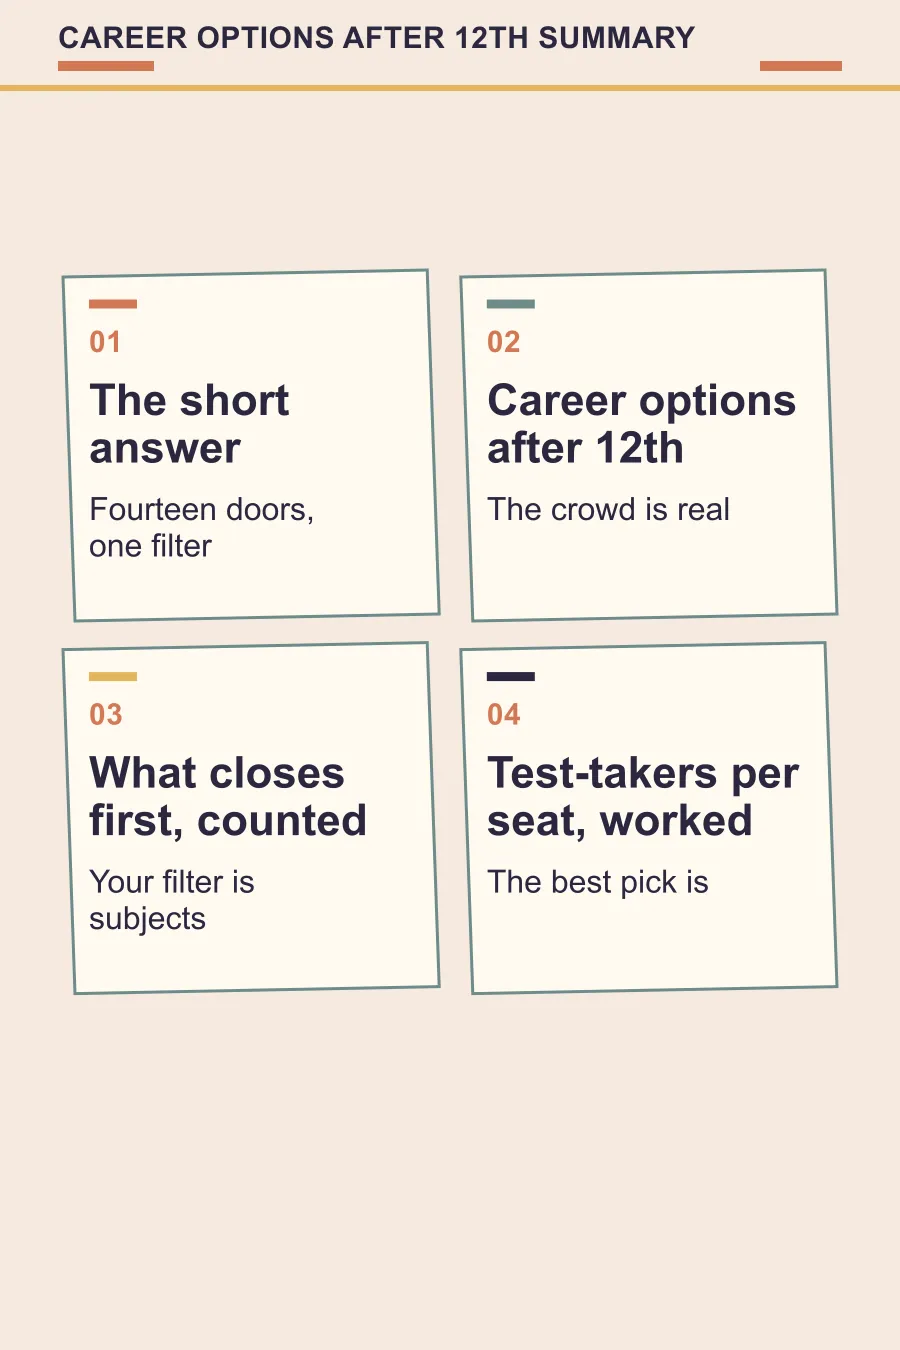 CAREER OPTIONS AFTER 12TH SUMMARY
01
The short
answer
Fourteen doors,
one filter
02
Career options
after 12th
The crowd is real
03
What closes
first, counted
Your filter is
subjects
04
Test-takers per
seat, worked
The best pick is